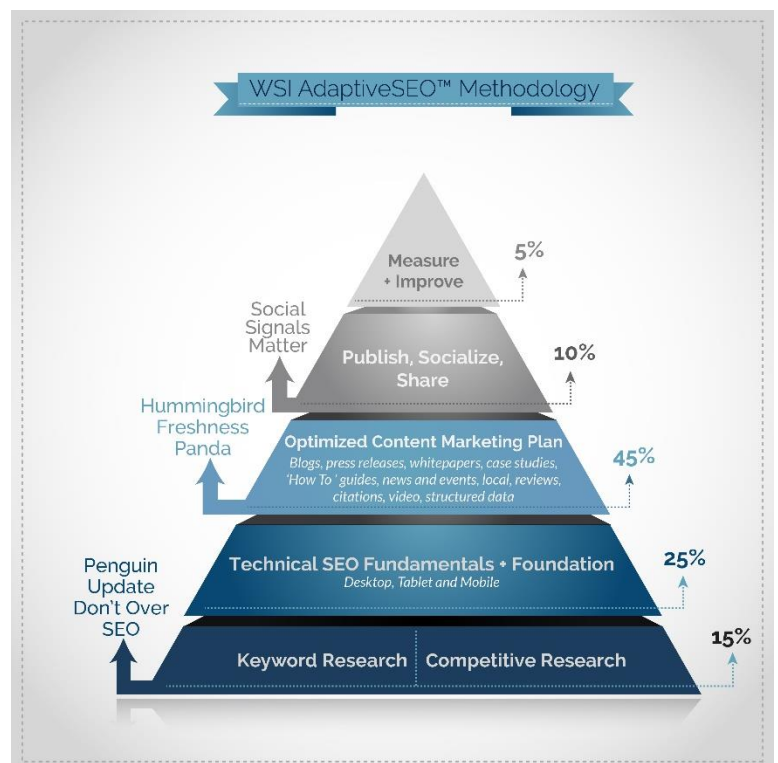 WSI AdaptiveSEO™ Methodology
5%
Measure
+ Improve
Social
Signals
Matter
10%
Publish, Socialize,
Share
Hummingbird
Freshness
Panda
Optimized Content Marketing Plan
Blogs, press releases, whitepapers, case studies,
'How To ' guides, news and events, local, reviews,
citations, video, structured data
45%
Penguin
Update
Don't Over
SEO
Technical SEO Fundamentals + Foundation
Desktop, Tablet and Mobile
25%
15%
Keyword Research
Competitive Research